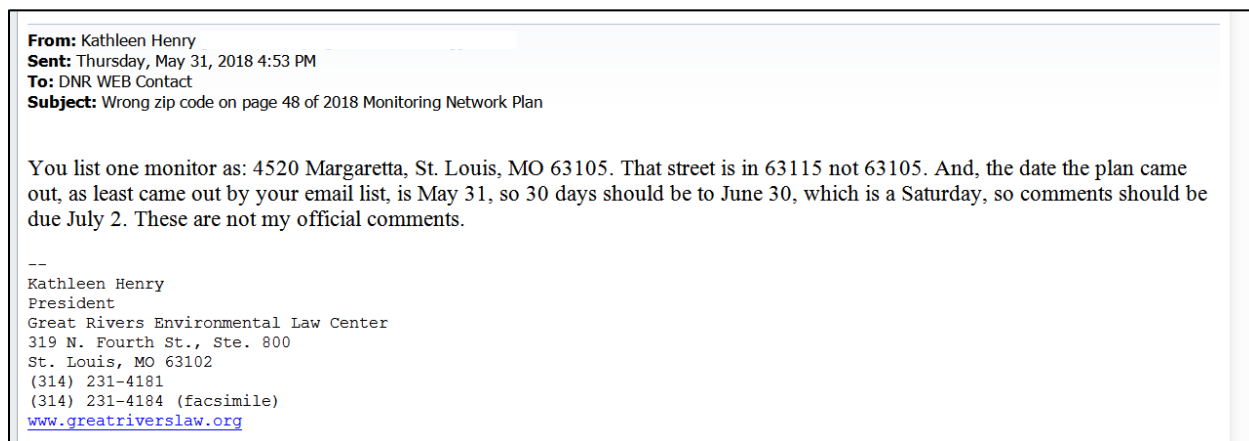 From: Kathleen Henry
Sent: Thursday, May 31, 2018 4:53 PM
To: DNR WEB Contact
Subject: Wrong zip code on page 48 of 2018 Monitoring Network Plan
You list one monitor as: 4520 Margaretta, St. Louis, MO 63105. That street is in 63115 not 63105. And, the date the plan came
out, as least came out by your email list, is May 31, so 30 days should be to June 30, which is a Saturday, so comments should be
due July 2. These are not my official comments.
--
Kathleen Henry
President
Great Rivers Environmental Law Center
319 N. Fourth St., Ste. 800
St. Louis, MO 63102
(314) 231-4181
(314) 231-4184 (facsimile)
www.greatriverslaw.org